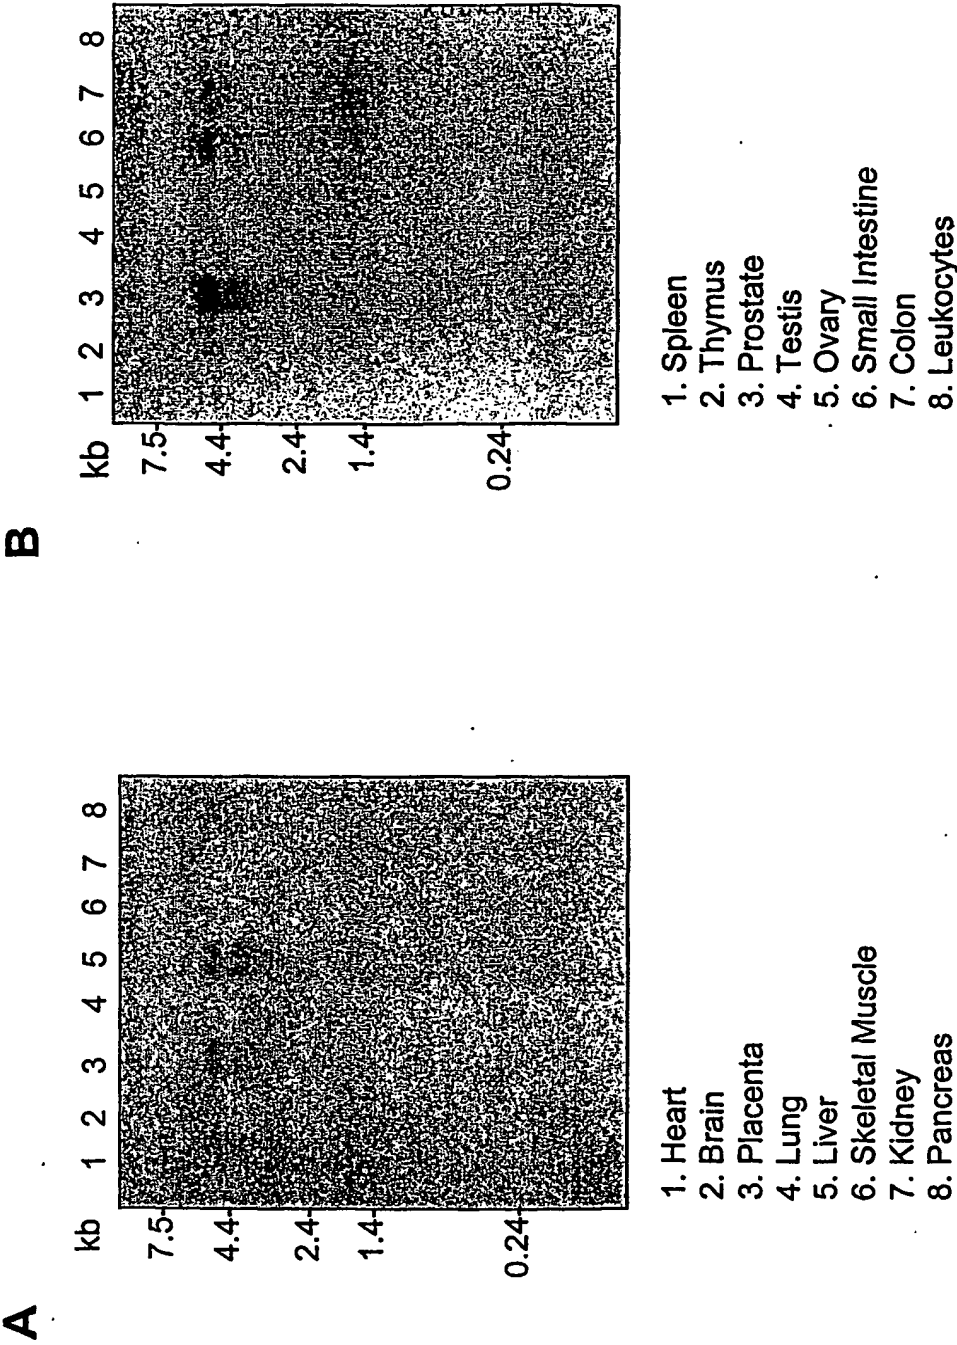 A
kb 1 2 3 4 5 6 7 8
7.5
4.4
2.4
1.4
0.24
1. Heart
2. Brain
3. Placenta
4. Lung
5. Liver
6. Skeletal Muscle
7. Kidney
8. Pancreas
B
kb 1 2 3 4 5 6 7 8
7.5
4.4
2.4
1.4
0.24
1. Spleen
2. Thymus
3. Prostate
4. Testis
5. Ovary
6. Small Intestine
7. Colon
8. Leukocytes